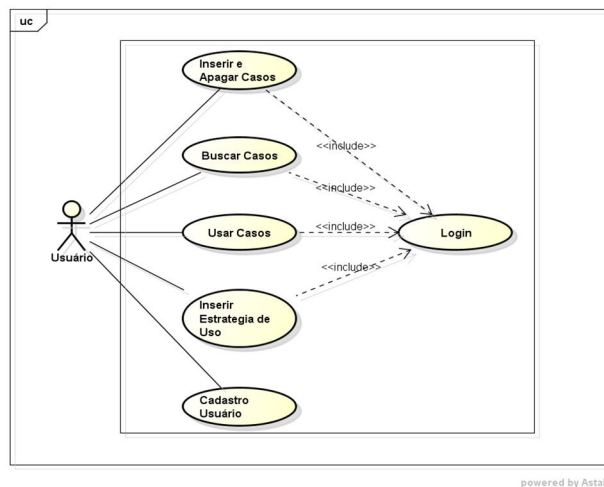 uc
Inserir e
Apagar Casos
<<include>>
Buscar Casos
<<include>>
Usar Casos
<<include>>
Login
Usuário
<<include>>
Inserir
Estrategia de
Uso
Cadastro
Usuário
powered by Asta